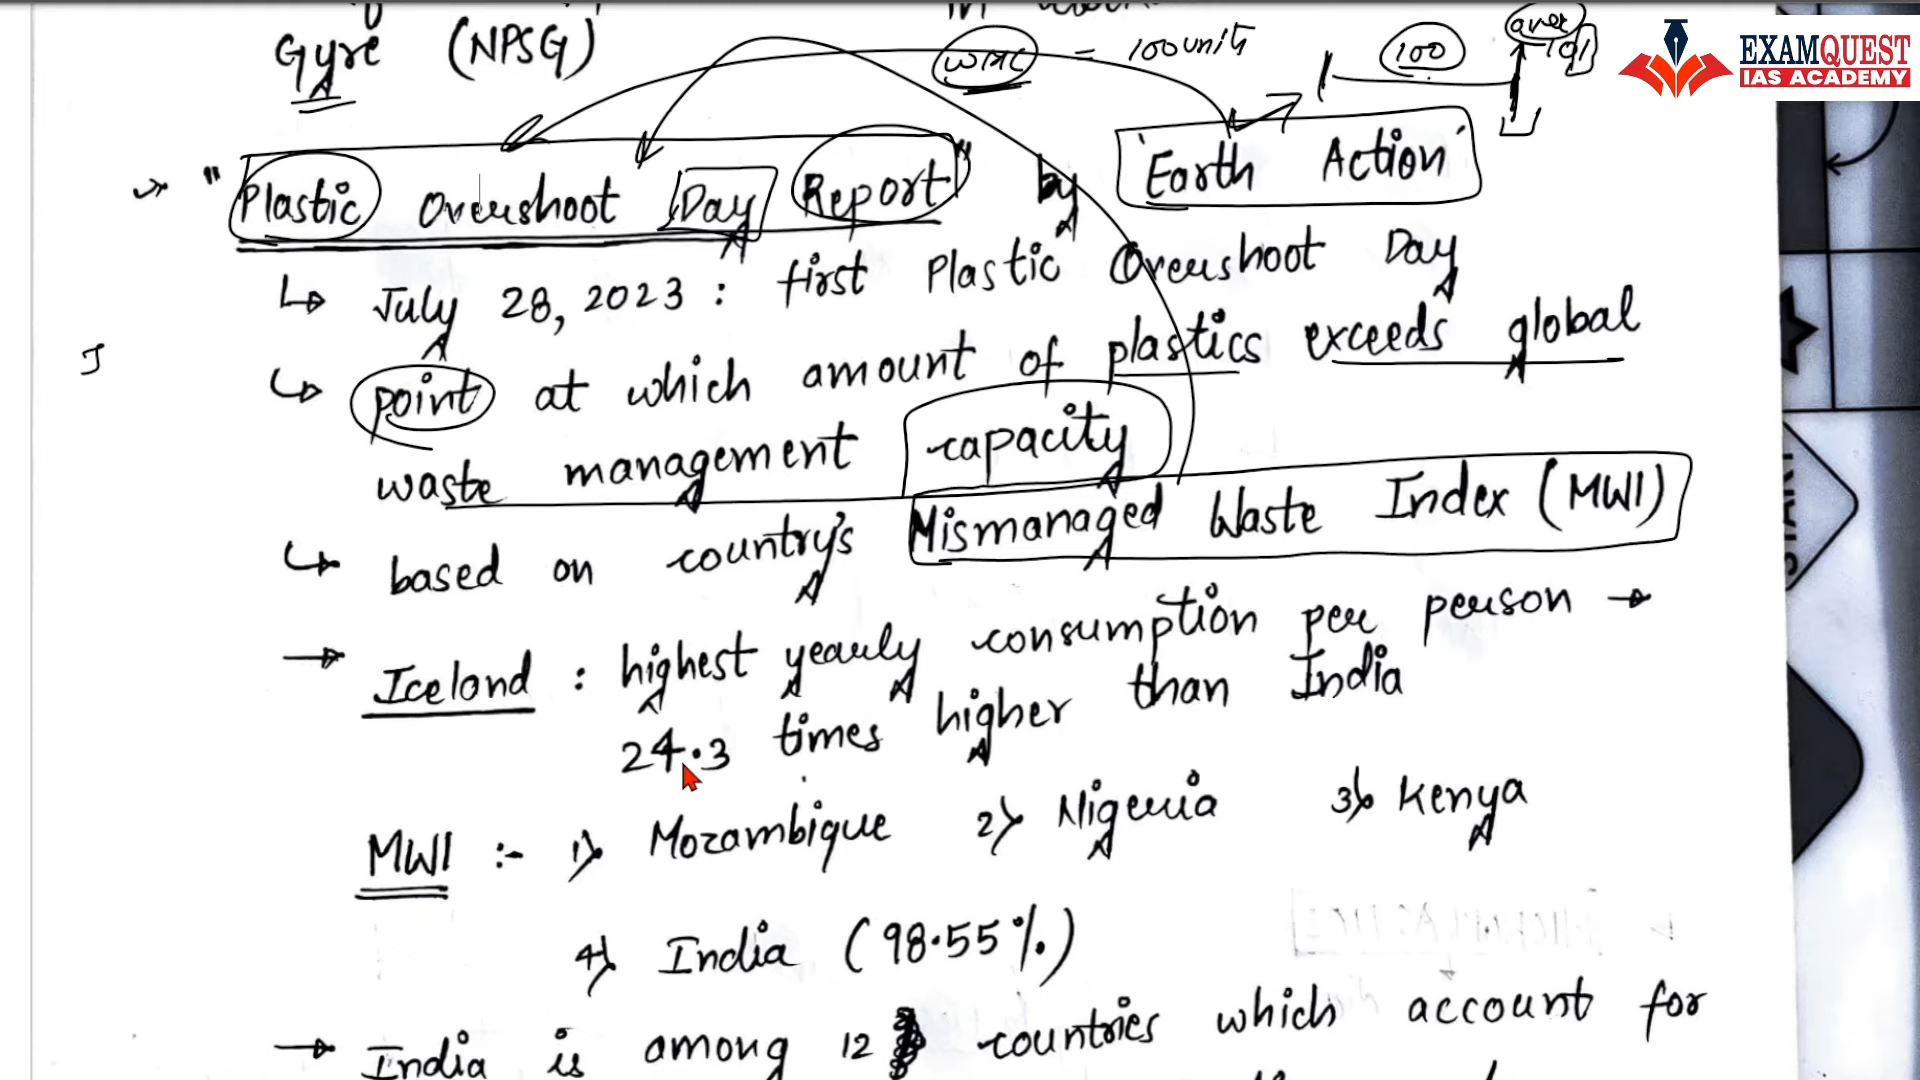 Gyre (NPSG)
WMC = 100 units
100
over
101
EXAMQUEST
IAS ACADEMY
"Plastic Overshoot Day Report" by 'Earth Action'
↳ July 28, 2023 : first Plastic Overshoot Day
↳ point at which amount of plastics exceeds global
waste management capacity
↳ based on country's Mismanaged Waste Index (MWI)
→ Iceland : highest yearly consumption per person →
24.3 times higher than India
MWI :- 1) Mozambique 2) Nigeria 3) Kenya
4) India (98.55%)
→ India is among 12 countries which account for
START